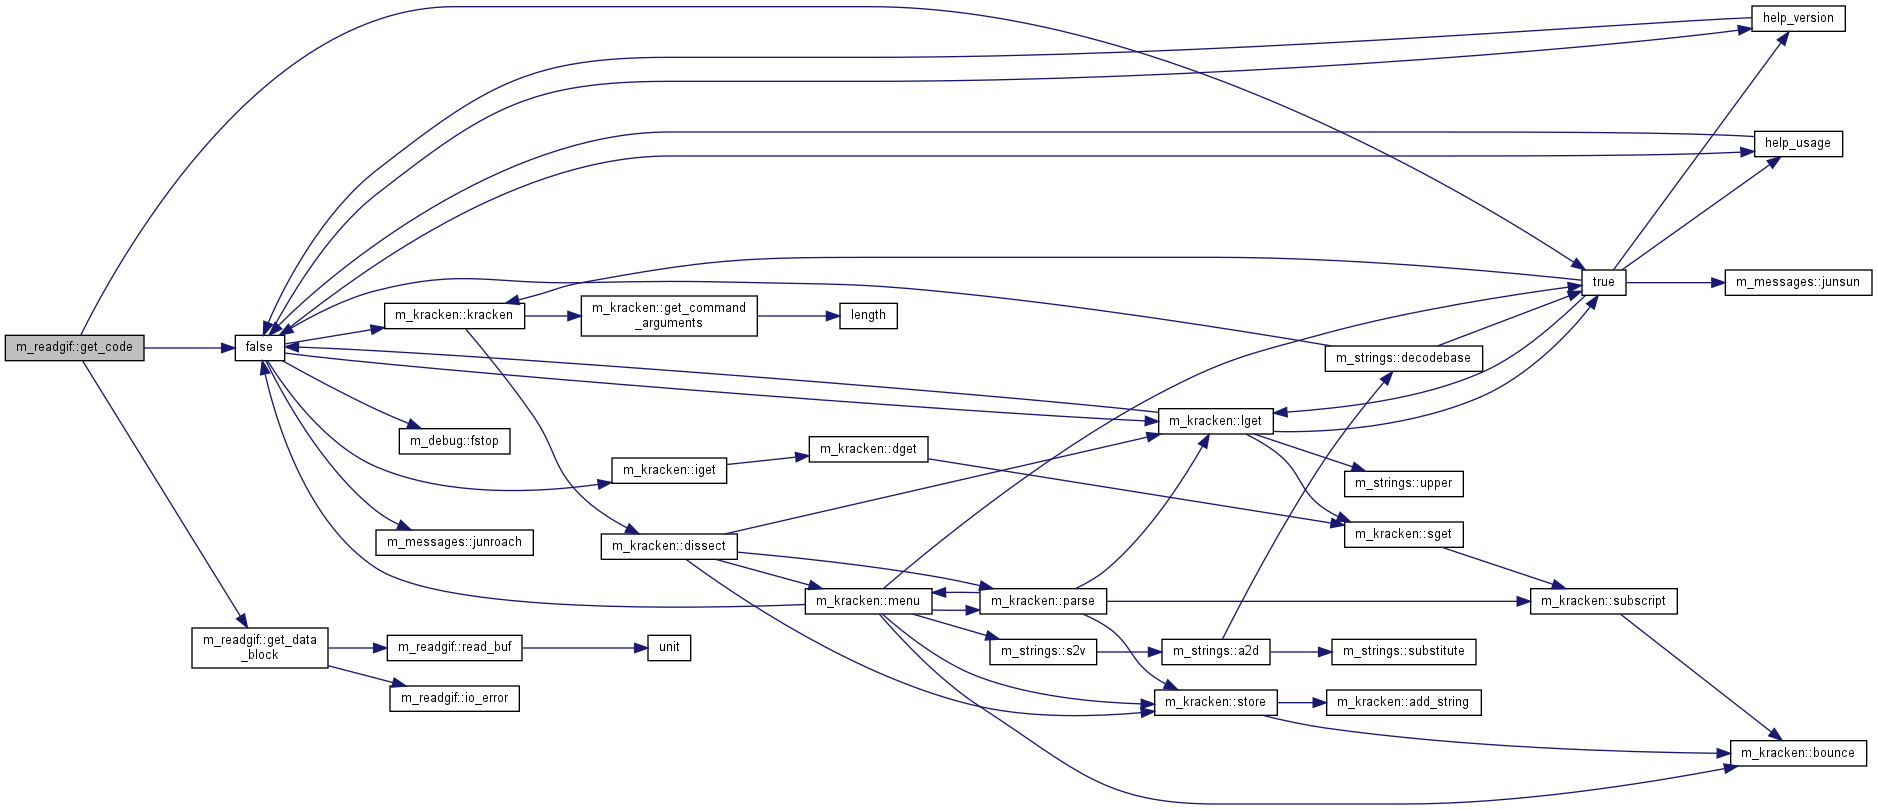 help_version
help_usage
true
m_messages::junsun
m_kracken::kracken
m_kracken::get_command
_arguments
length
m_readgif::get_code
false
m_strings::decodebase
m_kracken::lget
m_debug::fstop
m_kracken::iget
m_kracken::dget
m_strings::upper
m_kracken::sget
m_messages::junroach
m_kracken::dissect
m_kracken::menu
m_kracken::parse
m_kracken::subscript
m_readgif::get_data
_block
m_readgif::read_buf
unit
m_strings::s2v
m_strings::a2d
m_strings::substitute
m_readgif::io_error
m_kracken::store
m_kracken::add_string
m_kracken::bounce